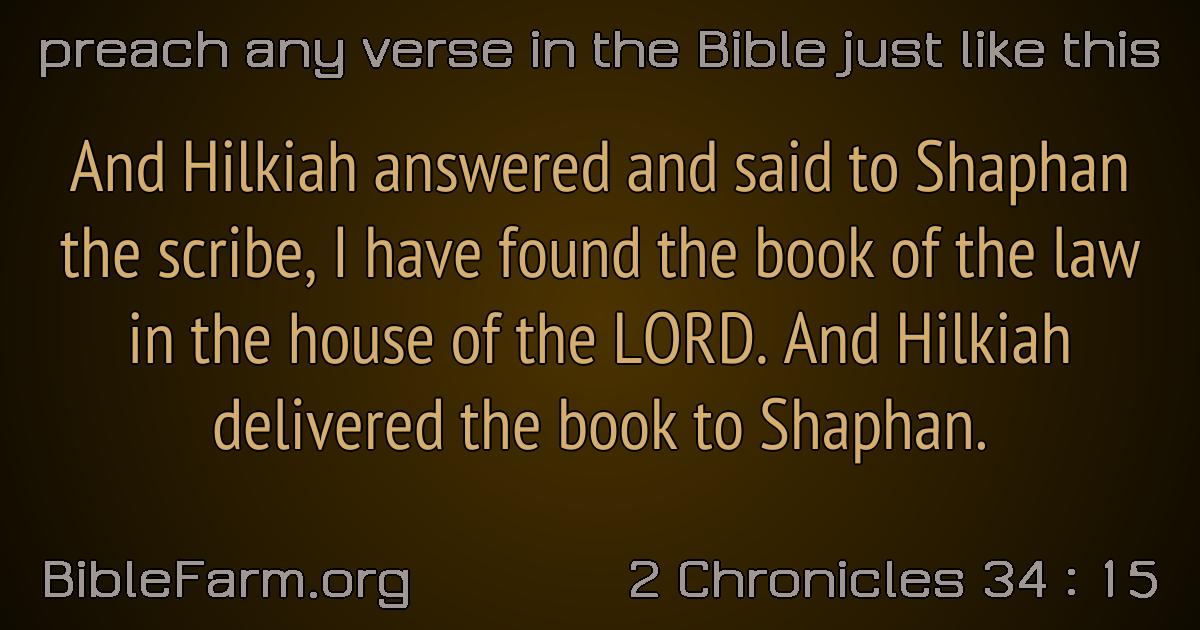 preach any verse in the Bible just like this
And Hilkiah answered and said to Shaphan
the scribe, I have found the book of the law
in the house of the LORD. And Hilkiah
delivered the book to Shaphan.
BibleFarm.org
2 Chronicles 34 : 15